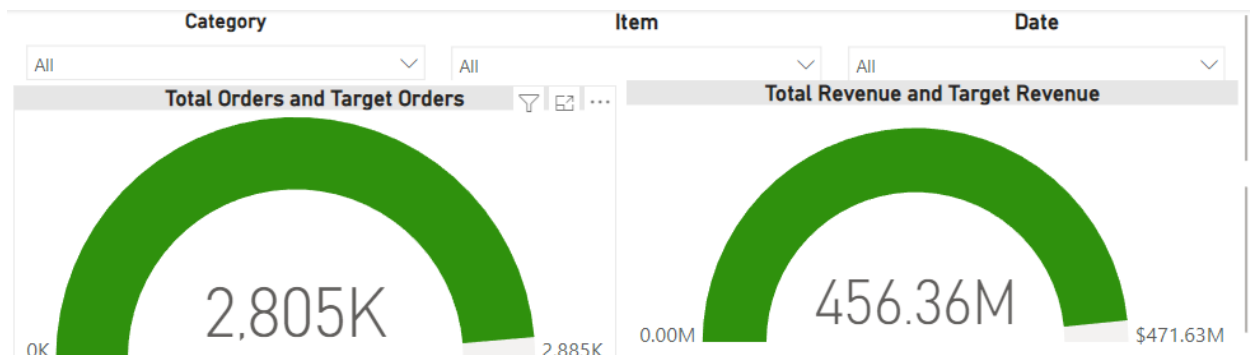 Category
Item
Date
All
All
All
Total Orders and Target Orders
Total Revenue and Target Revenue
2,805K
456.36M
0K
2,885K
0.00M
$471.63M